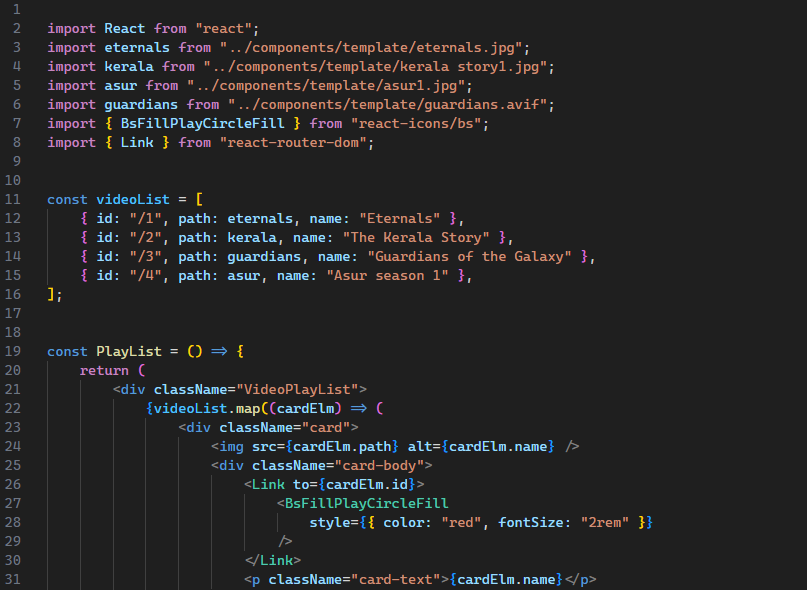 1
2 import React from "react";
3 import eternals from "../components/template/eternals.jpg";
4 import kerala from "../components/template/kerala story1.jpg";
5 import asur from "../components/template/asur1.jpg";
6 import guardians from "../components/template/guardians.avif";
7 import { BsFillPlayCircleFill } from "react-icons/bs";
8 import { Link } from "react-router-dom";
9
10
11 const videoList = [
12     { id: "/1", path: eternals, name: "Eternals" },
13     { id: "/2", path: kerala, name: "The Kerala Story" },
14     { id: "/3", path: guardians, name: "Guardians of the Galaxy" },
15     { id: "/4", path: asur, name: "Asur season 1" },
16 ];
17
18
19 const PlayList = () => {
20     return (
21         <div className="VideoPlayList">
22             {videoList.map((cardElm) => (
23                 <div className="card">
24                     <img src={cardElm.path} alt={cardElm.name} />
25                     <div className="card-body">
26                         <Link to={cardElm.id}>
27                             <BsFillPlayCircleFill
28                                 style={{ color: "red", fontSize: "2rem" }}
29                             />
30                         </Link>
31                         <p className="card-text">{cardElm.name}</p>